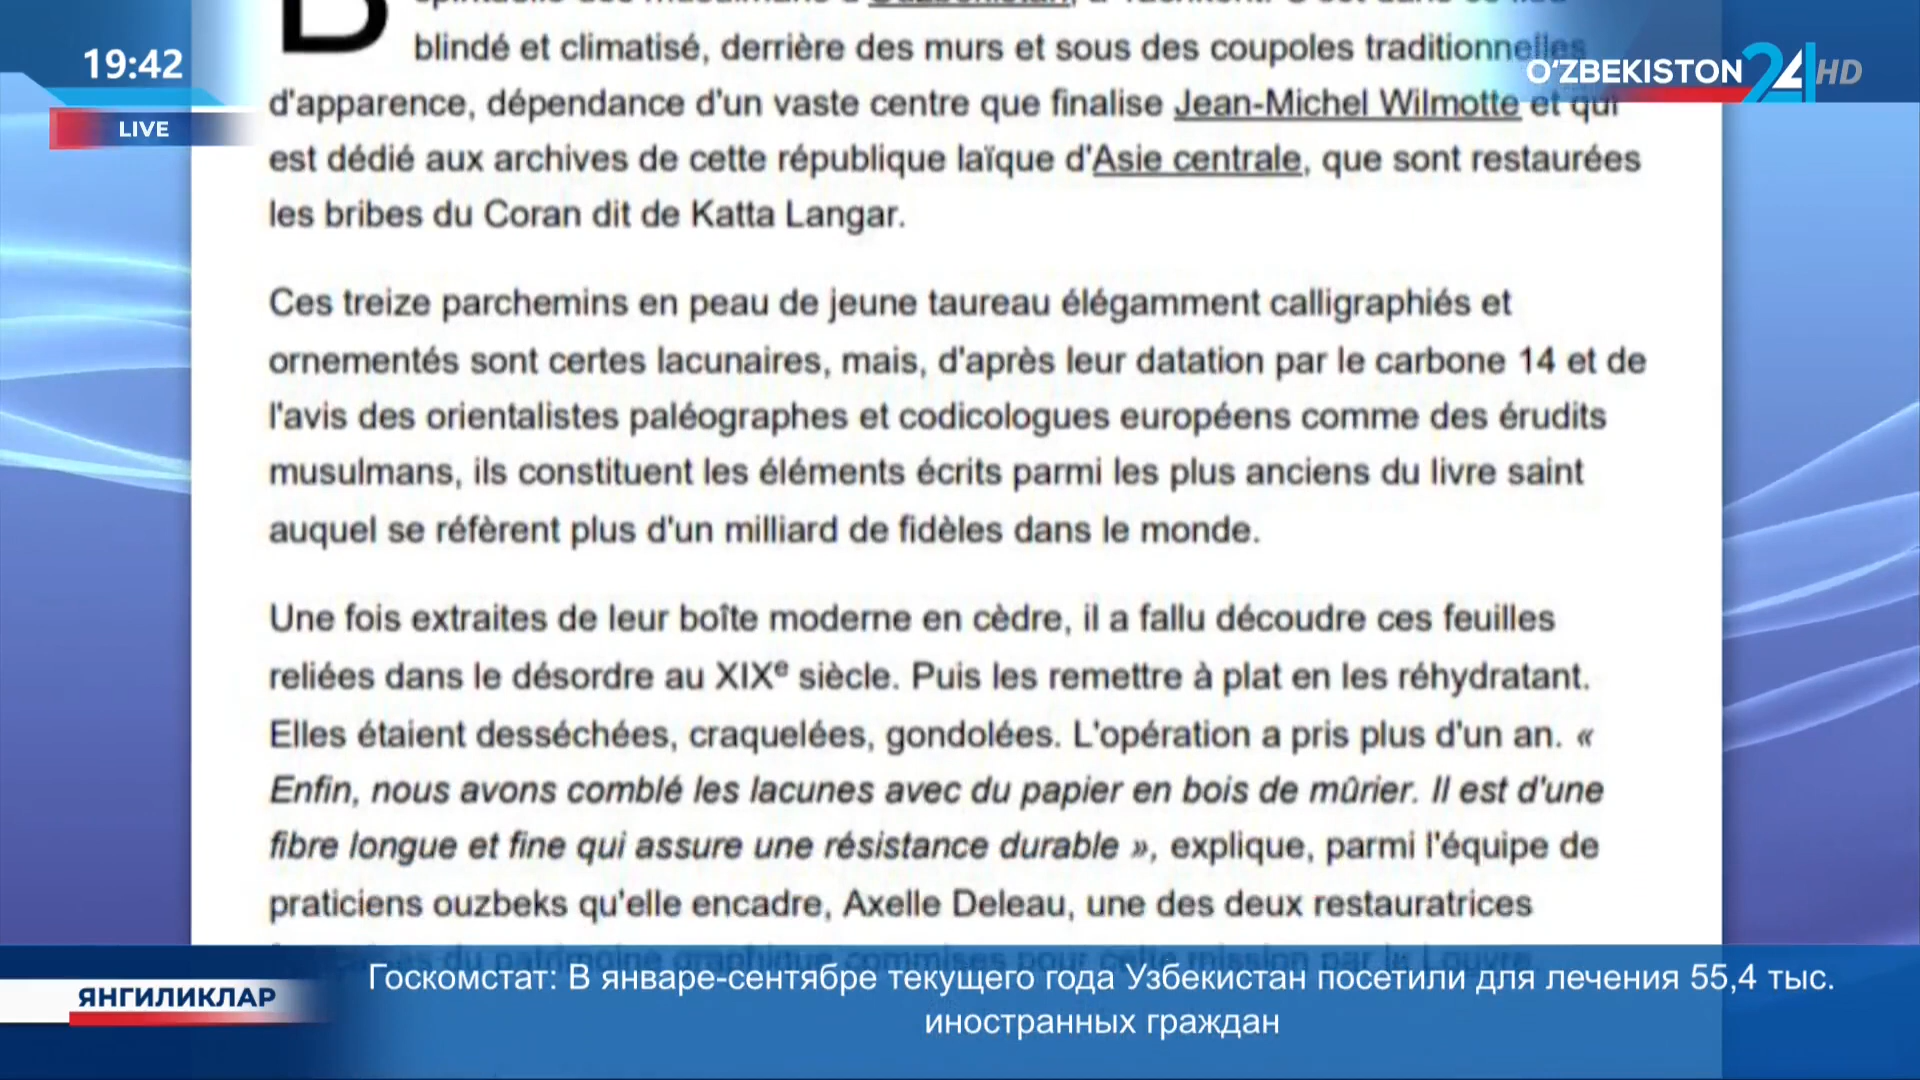 19:42
LIVE
O‘ZBEKISTON 24 HD
blindé et climatisé, derrière des murs et sous des coupoles traditionnelles
d'apparence, dépendance d'un vaste centre que finalise Jean-Michel Wilmotte et qui
est dédié aux archives de cette république laïque d'Asie centrale, que sont restaurées
les bribes du Coran dit de Katta Langar.
Ces treize parchemins en peau de jeune taureau élégamment calligraphiés et
ornementés sont certes lacunaires, mais, d'après leur datation par le carbone 14 et de
l'avis des orientalistes paléographes et codicologues européens comme des érudits
musulmans, ils constituent les éléments écrits parmi les plus anciens du livre saint
auquel se réfèrent plus d'un milliard de fidèles dans le monde.
Une fois extraites de leur boîte moderne en cèdre, il a fallu découdre ces feuilles
reliées dans le désordre au XIXe siècle. Puis les remettre à plat en les réhydratant.
Elles étaient desséchées, craquelées, gondolées. L'opération a pris plus d'un an. «
Enfin, nous avons comblé les lacunes avec du papier en bois de mûrier. Il est d'une
fibre longue et fine qui assure une résistance durable », explique, parmi l'équipe de
praticiens ouzbeks qu'elle encadre, Axelle Deleau, une des deux restauratrices
du patrimoine graphique commises pour cette mission par le Louvre
ЯНГИЛИКЛАР
Госкомстат: В январе-сентябре текущего года Узбекистан посетили для лечения 55,4 тыс.
иностранных граждан